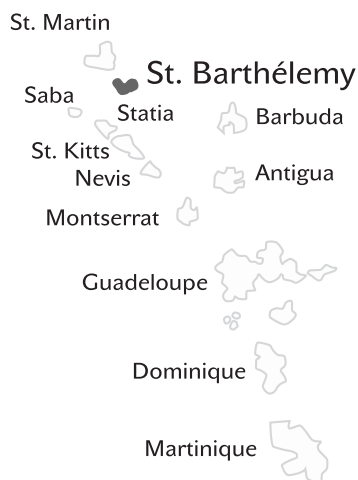 St. Martin
St. Barthélemy
Saba
Statia
Barbuda
St. Kitts
Nevis
Antigua
Montserrat
Guadeloupe
Dominique
Martinique